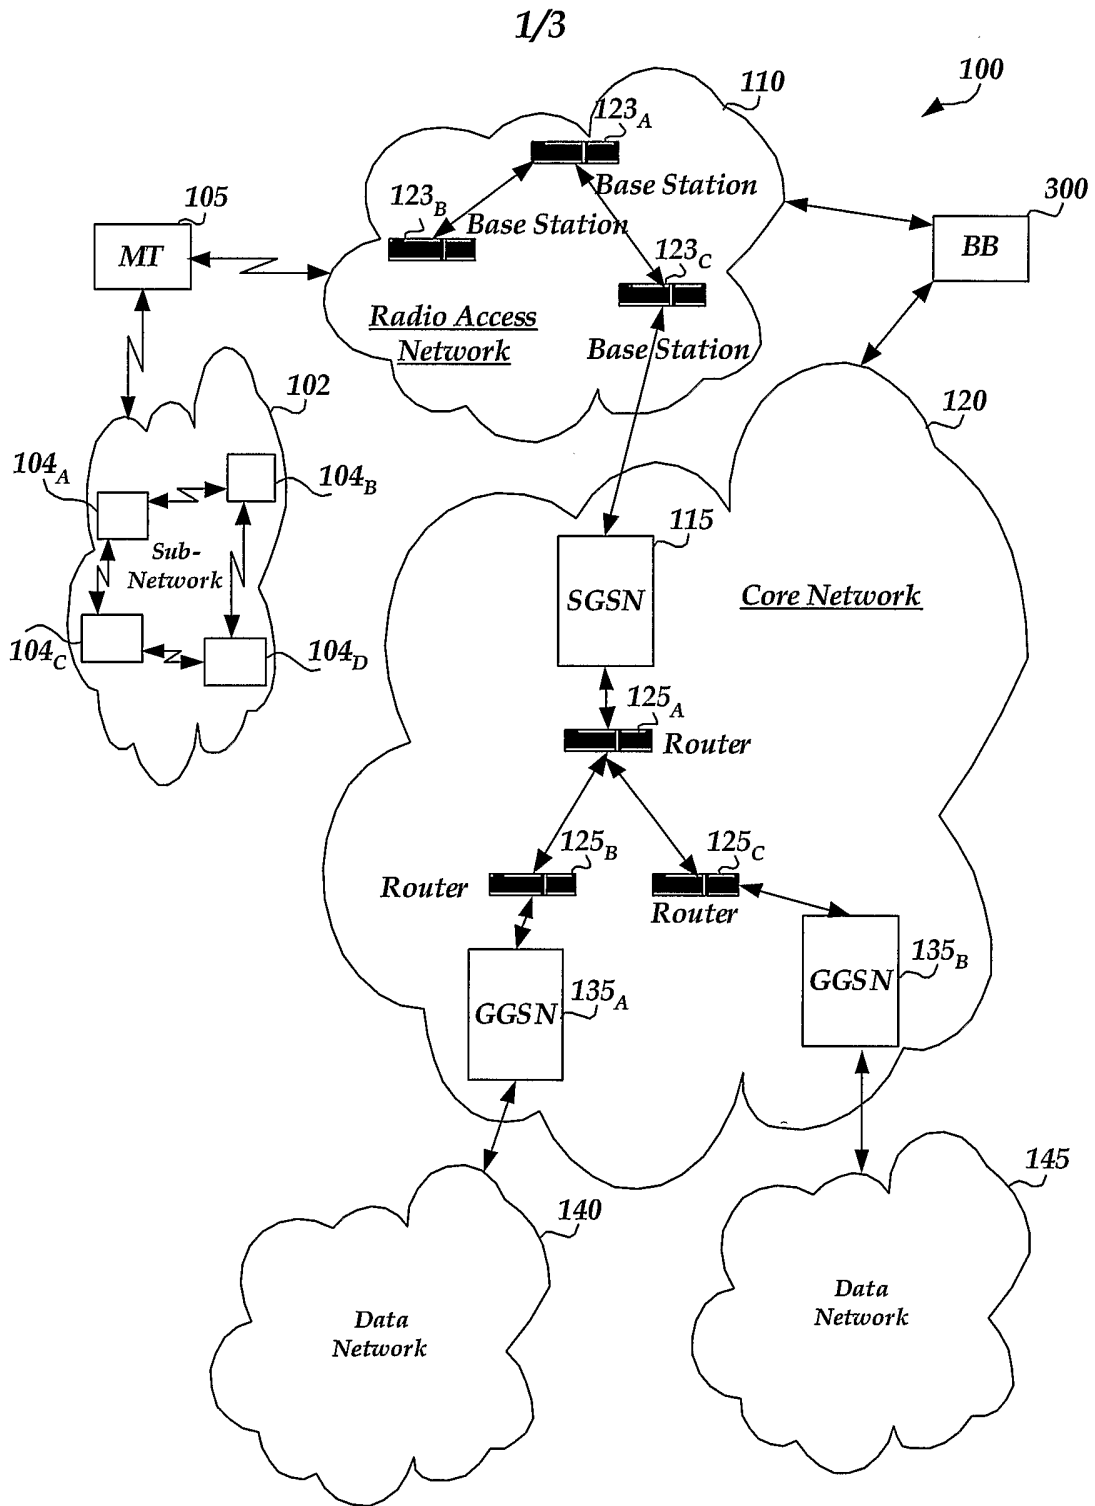 1/3
100
110
123A
Base Station
105
123B
Base Station
300
MT
BB
123C
Radio Access
Network
Base Station
102
120
104A
104B
115
Sub-
Network
SGSN
Core Network
104C
104D
125A
Router
125B
125C
Router
Router
135B
GGSN
135A
GGSN
145
140
Data
Network
Data
Network